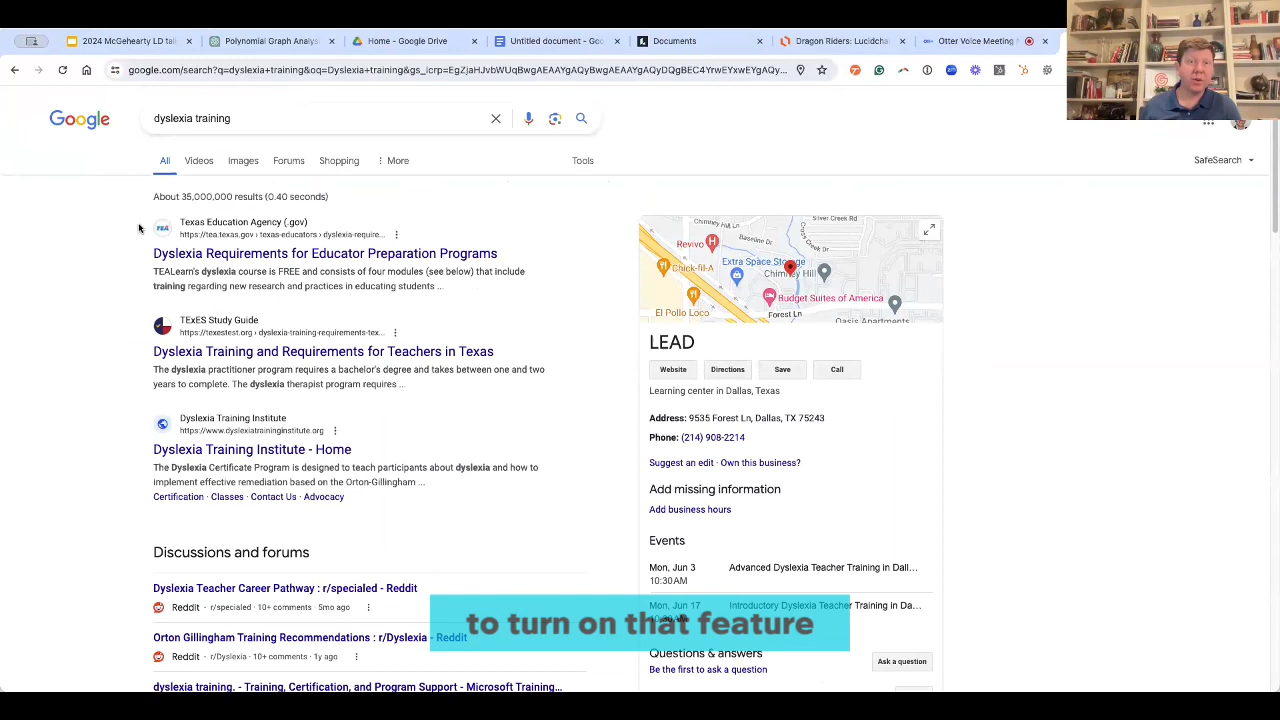 2024 McGehearty LD tal
Polynomial Graph Analys
Home - Google Drive
Untitled document - Goo
Documents
Dragon Riders: Lucidchar
Otter Voice Meeting N
google.com/search?q=dyslexia+training&oq=Dyslexia+training&gs_lcrp=EgZjaHJvbWUqBwgAEAAYgAQyBwgAEAAYgAQyDQgBEC4YrwEYxwEYgAQy...
Google
dyslexia training
All
Videos
Images
Forums
Shopping
More
Tools
SafeSearch
About 35,000,000 results (0.40 seconds)
Texas Education Agency (.gov)
https://tea.texas.gov › texas-educators › dyslexia-require...
Dyslexia Requirements for Educator Preparation Programs
TEALearn's dyslexia course is FREE and consists of four modules (see below) that include
training regarding new research and practices in educating students ...
TExES Study Guide
https://texestest.org › dyslexia-training-requirements-tex...
Dyslexia Training and Requirements for Teachers in Texas
The dyslexia practitioner program requires a bachelor's degree and takes between one and two
years to complete. The dyslexia therapist program requires ...
Dyslexia Training Institute
https://www.dyslexiatraininginstitute.org
Dyslexia Training Institute - Home
The Dyslexia Certificate Program is designed to teach participants about dyslexia and how to
implement effective remediation based on the Orton-Gillingham ...
Certification · Classes · Contact Us · Advocacy
Discussions and forums
Dyslexia Teacher Career Pathway : r/specialed - Reddit
Reddit · r/specialed · 10+ comments · 5mo ago
Orton Gillingham Training Recommendations : r/Dyslexia - Reddit
Reddit · r/Dyslexia · 10+ comments · 1y ago
dyslexia training. - Training, Certification, and Program Support - Microsoft Training...
Chimney Hill Ln
Silver Creek Rd
Revivo
Baseline Dr
Coal Creek Dr
Extra Space Storage
Chimney Hill
Chick-fil-A
Budget Suites of America
El Pollo Loco
Forest Ln
Oasis Apartments
LEAD
Website
Directions
Save
Call
Learning center in Dallas, Texas
Address: 9535 Forest Ln, Dallas, TX 75243
Phone: (214) 908-2214
Suggest an edit · Own this business?
Add missing information
Add business hours
Events
Mon, Jun 3
Advanced Dyslexia Teacher Training in Dall...
10:30 AM
Mon, Jun 17
Introductory Dyslexia Teacher Training in Da...
10:30 AM
to turn on that feature
Questions & answers
Be the first to ask a question
Ask a question